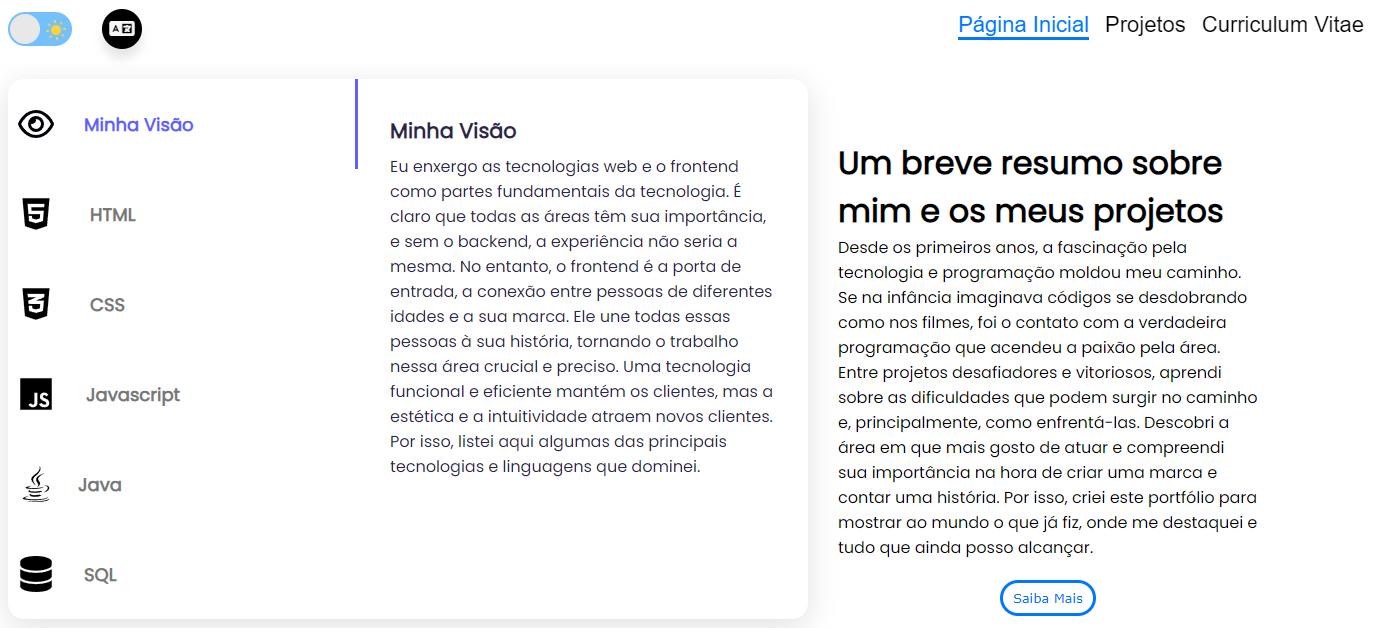 Página Inicial Projetos Curriculum Vitae
Minha Visão
HTML
CSS
JS Javascript
Java
SQL
Minha Visão
Eu enxergo as tecnologias web e o frontend
como partes fundamentais da tecnologia. É
claro que todas as áreas têm sua importância,
e sem o backend, a experiência não seria a
mesma. No entanto, o frontend é a porta de
entrada, a conexão entre pessoas de diferentes
idades e a sua marca. Ele une todas essas
pessoas à sua história, tornando o trabalho
nessa área crucial e preciso. Uma tecnologia
funcional e eficiente mantém os clientes, mas a
estética e a intuitividade atraem novos clientes.
Por isso, listei aqui algumas das principais
tecnologias e linguagens que dominei.
Um breve resumo sobre
mim e os meus projetos
Desde os primeiros anos, a fascinação pela
tecnologia e programação moldou meu caminho.
Se na infância imaginava códigos se desdobrando
como nos filmes, foi o contato com a verdadeira
programação que acendeu a paixão pela área.
Entre projetos desafiadores e vitoriosos, aprendi
sobre as dificuldades que podem surgir no caminho
e, principalmente, como enfrentá-las. Descobri a
área em que mais gosto de atuar e compreendi
sua importância na hora de criar uma marca e
contar uma história. Por isso, criei este portfólio para
mostrar ao mundo o que já fiz, onde me destaquei e
tudo que ainda posso alcançar.
Saiba Mais